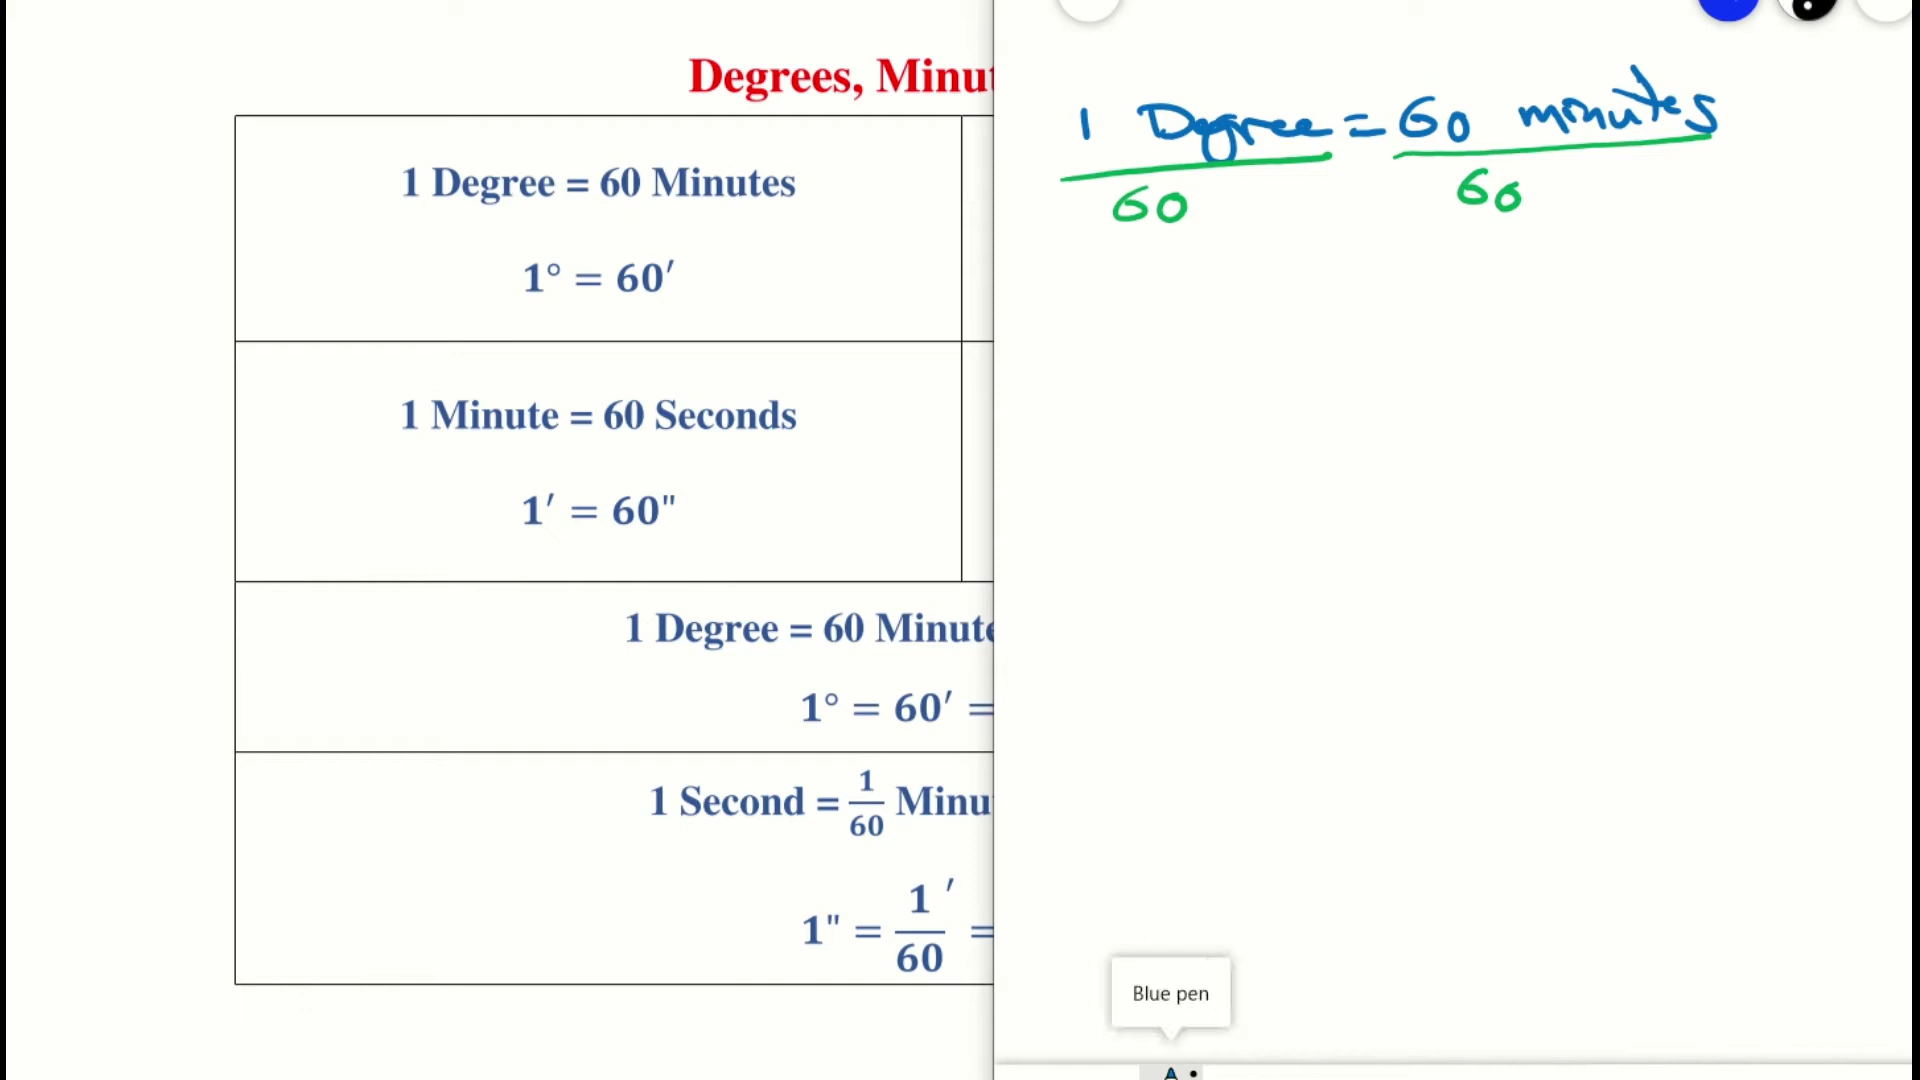 Degrees, Minut
1 Degree = 60 Minutes
1° = 60′
1 Minute = 60 Seconds
1′ = 60"
1 Degree = 60 Minute
1° = 60′ =
1 Second = 1/60 Minu
1" = 1/60 ′ =
1 Degree = 60 minutes
60 60
Blue pen